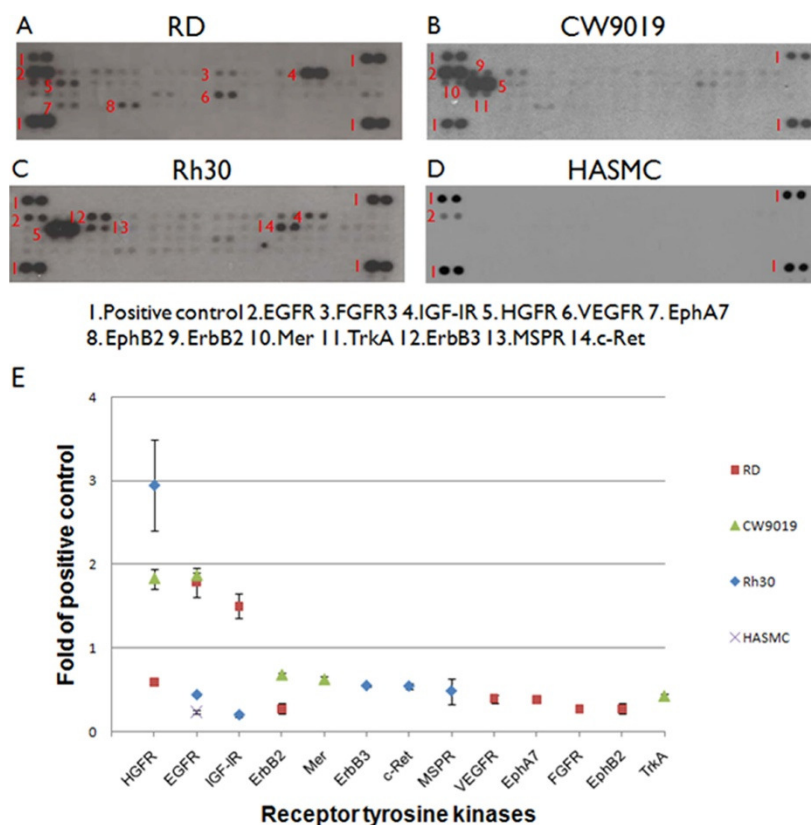 A RD
B CW9019
1 1
2 3 4
5 6
7 8
1 1
1 1
2 9
10 5
11
1 1
C Rh30
D HASMC
1 1
2 12 4
5 13 14
1 1
1 1
2
1 1
1.Positive control 2.EGFR 3.FGFR3 4.IGF-IR 5. HGFR 6.VEGFR 7. EphA7
8.EphB2 9.ErbB2 10.Mer 11.TrkA 12.ErbB3 13.MSPR 14.c-Ret
E
Fold of positive control
4
3
2
1
0
HGFR
EGFR
IGF-IR
ErbB2
Mer
ErbB3
c-Ret
MSPR
VEGFR
EphA7
FGFR
EphB2
TrkA
Receptor tyrosine kinases
RD
CW9019
Rh30
HASMC